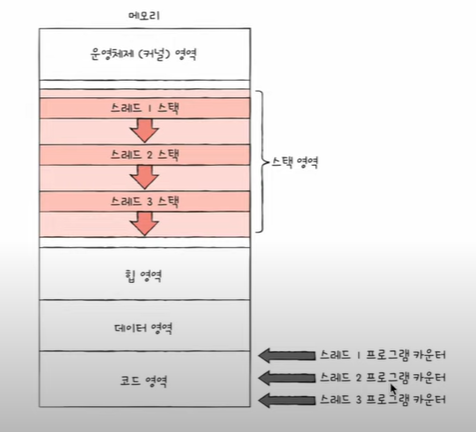 메모리
운영체제 (커널) 영역
스레드 1 스택
스레드 2 스택
스택 영역
스레드 3 스택
힙 영역
데이터 영역
스레드 1 프로그램 카운터
코드 영역
스레드 2 프로그램 카운터
스레드 3 프로그램 카운터